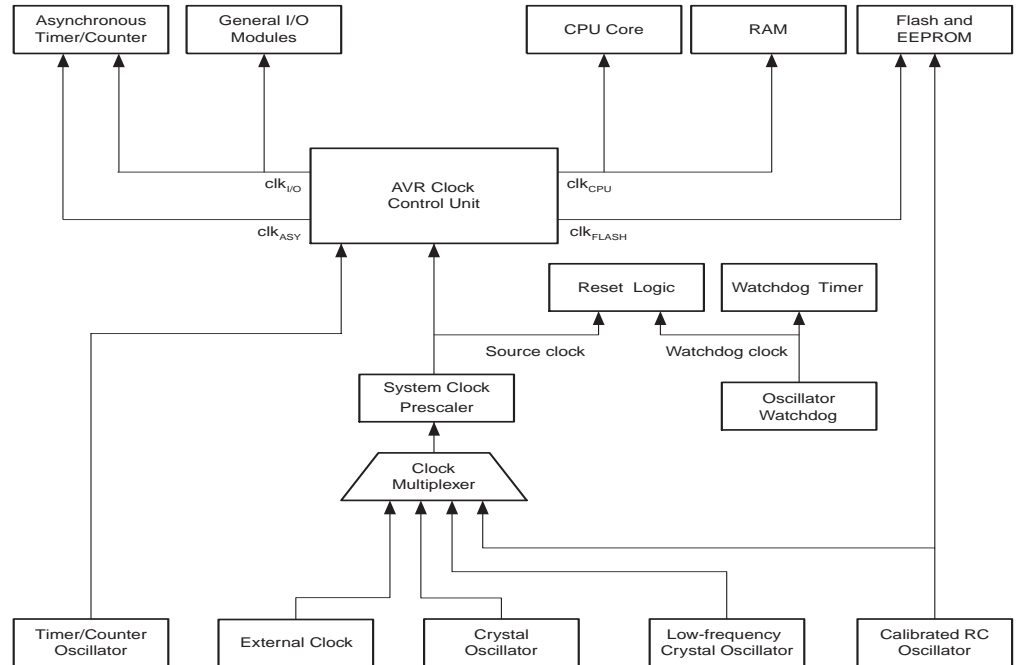 Asynchronous
Timer/Counter
General I/O
Modules
CPU Core
RAM
Flash and
EEPROM
clkI/O
AVR Clock
Control Unit
clkCPU
clkASY
clkFLASH
Reset Logic
Watchdog Timer
Source clock
Watchdog clock
System Clock
Prescaler
Oscillator
Watchdog
Clock
Multiplexer
Timer/Counter
Oscillator
External Clock
Crystal
Oscillator
Low-frequency
Crystal Oscillator
Calibrated RC
Oscillator